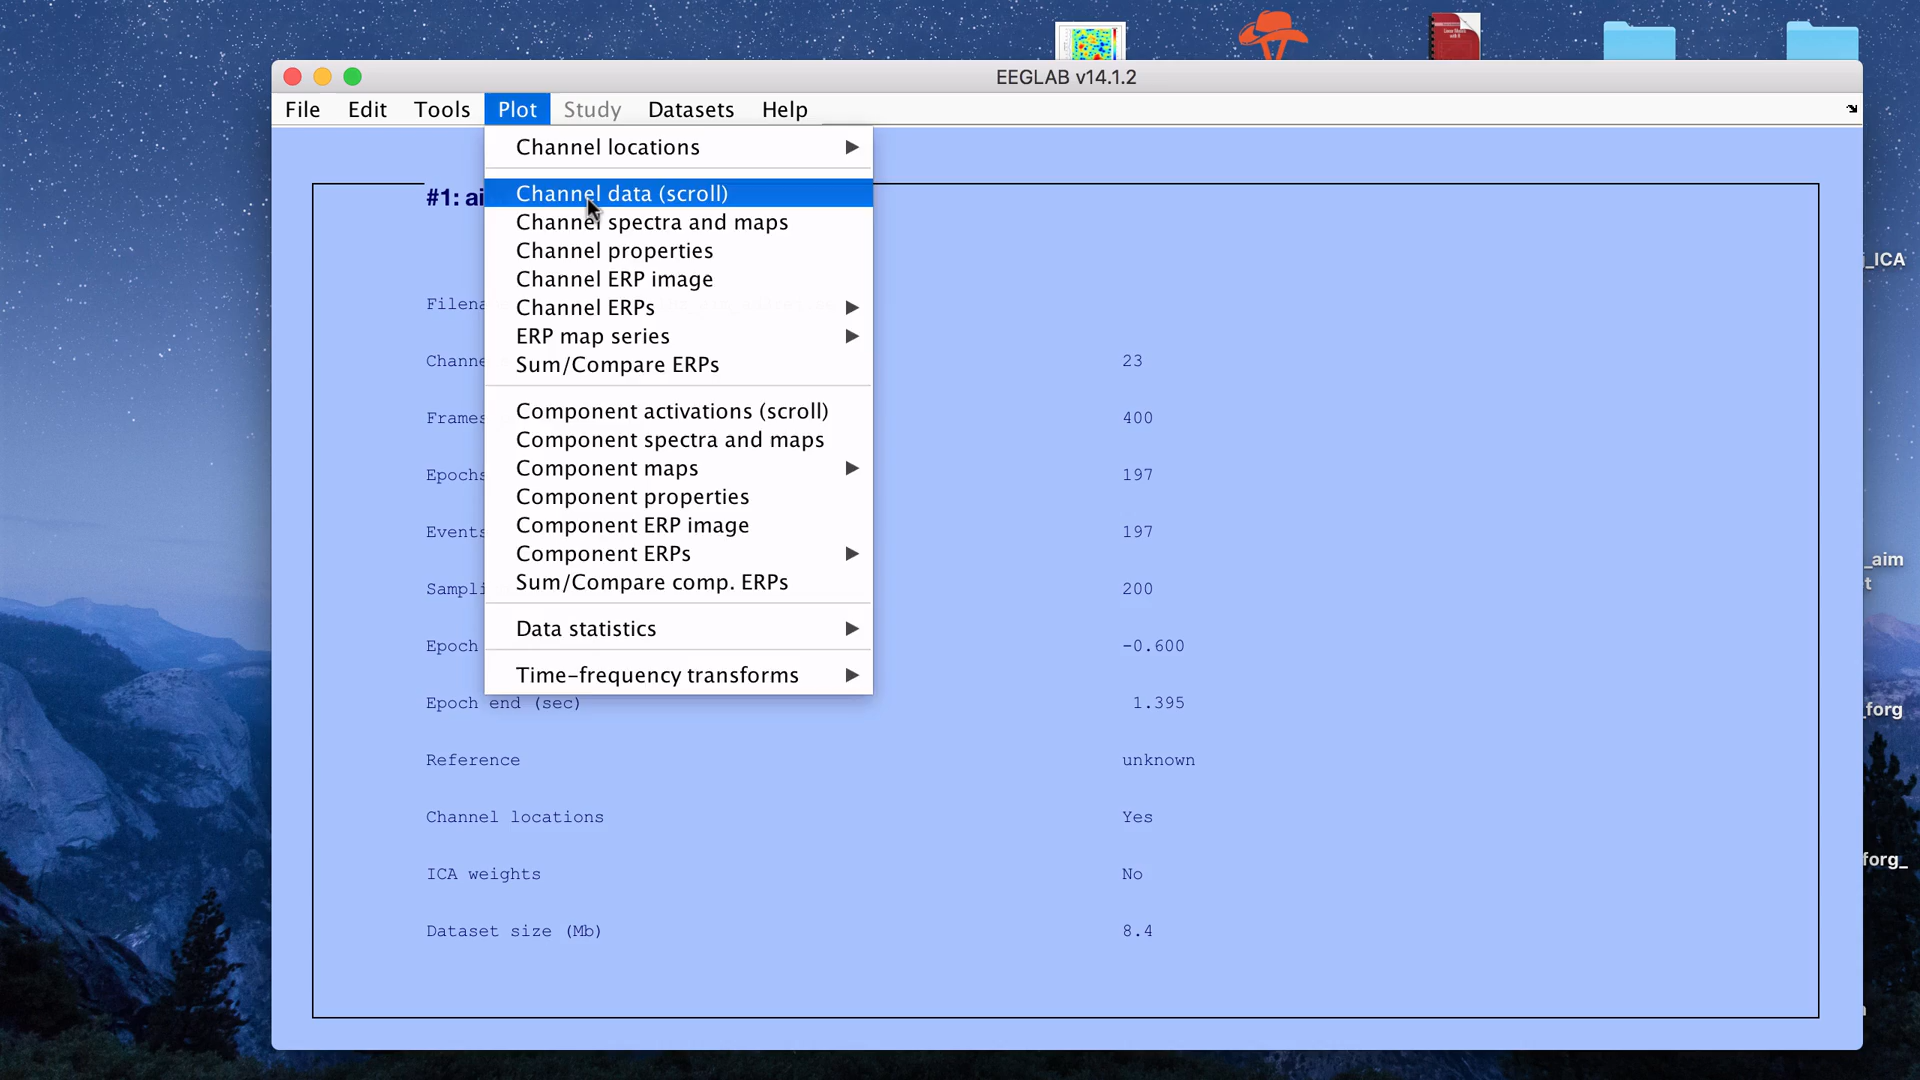 EEGLAB v14.1.2
File Edit Tools Plot Study Datasets Help
Channel locations
#1: ai
Channel data (scroll)
Channel spectra and maps
Channel properties
_ICA
Channel ERP image
Filena
Channel ERPs
ERP map series
Channe 23
Sum/Compare ERPs
Component activations (scroll)
Frames 400
Component spectra and maps
Component maps
Epochs 197
Component properties
Component ERP image
Events 197
Component ERPs
_aim
Sum/Compare comp. ERPs
t
Sampli 200
Data statistics
Epoch -0.600
Time-frequency transforms
Epoch end (sec) 1.395
_forg
Reference unknown
Channel locations Yes
forg_
ICA weights No
Dataset size (Mb) 8.4